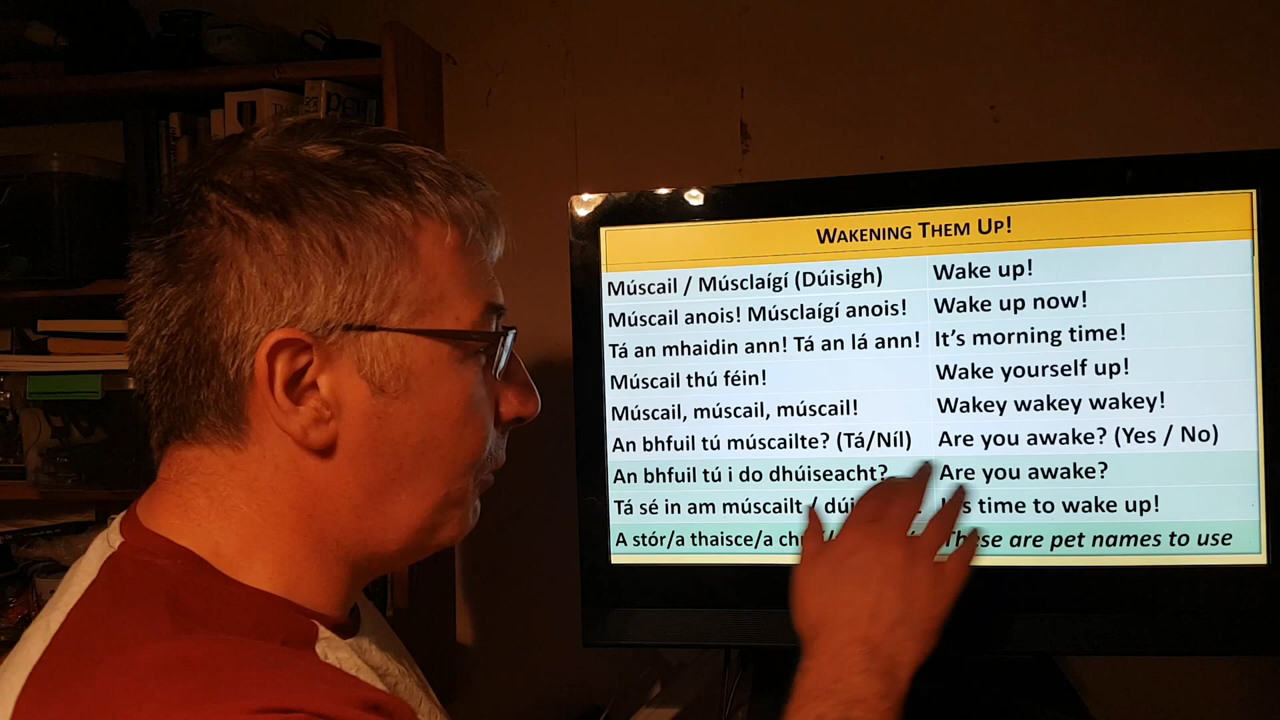 WAKENING THEM UP!
Múscail / Músclaígí (Dúisigh) Wake up!
Múscail anois! Músclaígí anois! Wake up now!
Tá an mhaidin ann! Tá an lá ann! It's morning time!
Múscail thú féin! Wake yourself up!
Múscail, múscail, múscail! Wakey wakey wakey!
An bhfuil tú múscailte? (Tá/Níl) Are you awake? (Yes / No)
An bhfuil tú i do dhúiseacht? Are you awake?
Tá sé in am múscailt / time to wake up!
A stór/a thaisce/a These are pet names to use